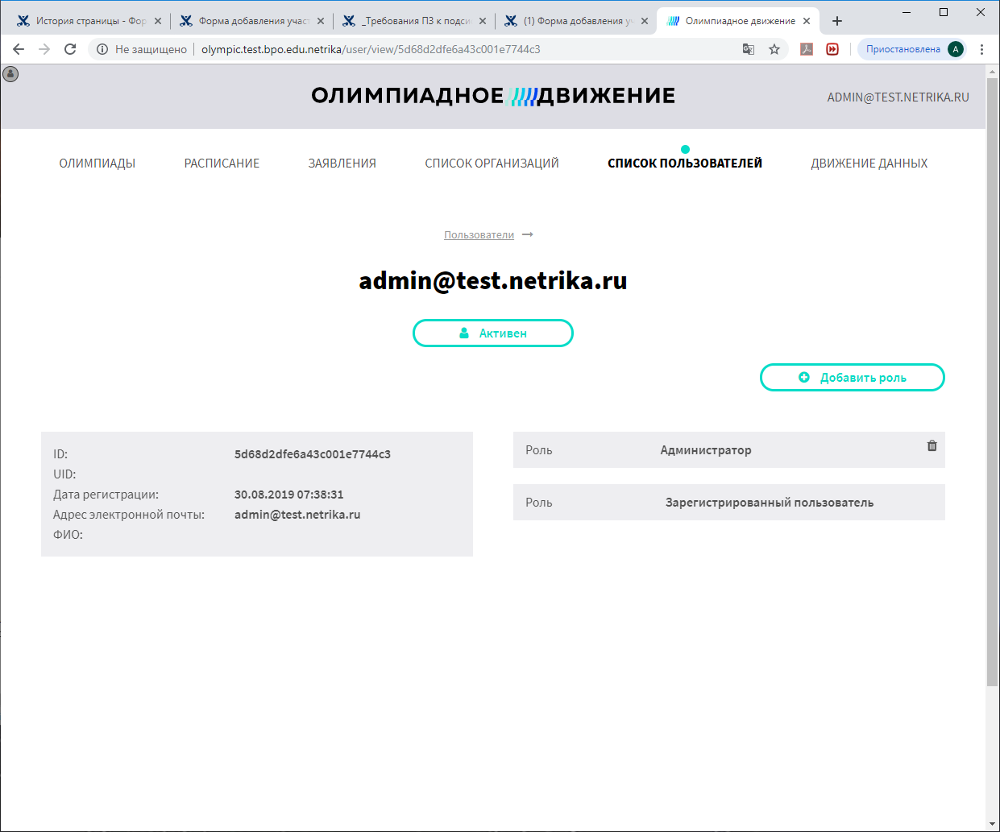 История страницы - Фор
Форма добавления участ
_Требования ПЗ к подси
(1) Форма добавления уч
Олимпиадное движение
Не защищено
olympic.test.bpo.edu.netrika/user/view/5d68d2dfe6a43c001e7744c3
Приостановлена
A
ОЛИМПИАДНОЕ ДВИЖЕНИЕ
ADMIN@TEST.NETRIKA.RU
ОЛИМПИАДЫ
РАСПИСАНИЕ
ЗАЯВЛЕНИЯ
СПИСОК ОРГАНИЗАЦИЙ
СПИСОК ПОЛЬЗОВАТЕЛЕЙ
ДВИЖЕНИЕ ДАННЫХ
Пользователи
admin@test.netrika.ru
Активен
Добавить роль
ID: 5d68d2dfe6a43c001e7744c3
UID:
Дата регистрации: 30.08.2019 07:38:31
Адрес электронной почты: admin@test.netrika.ru
ФИО:
Роль Администратор
Роль Зарегистрированный пользователь